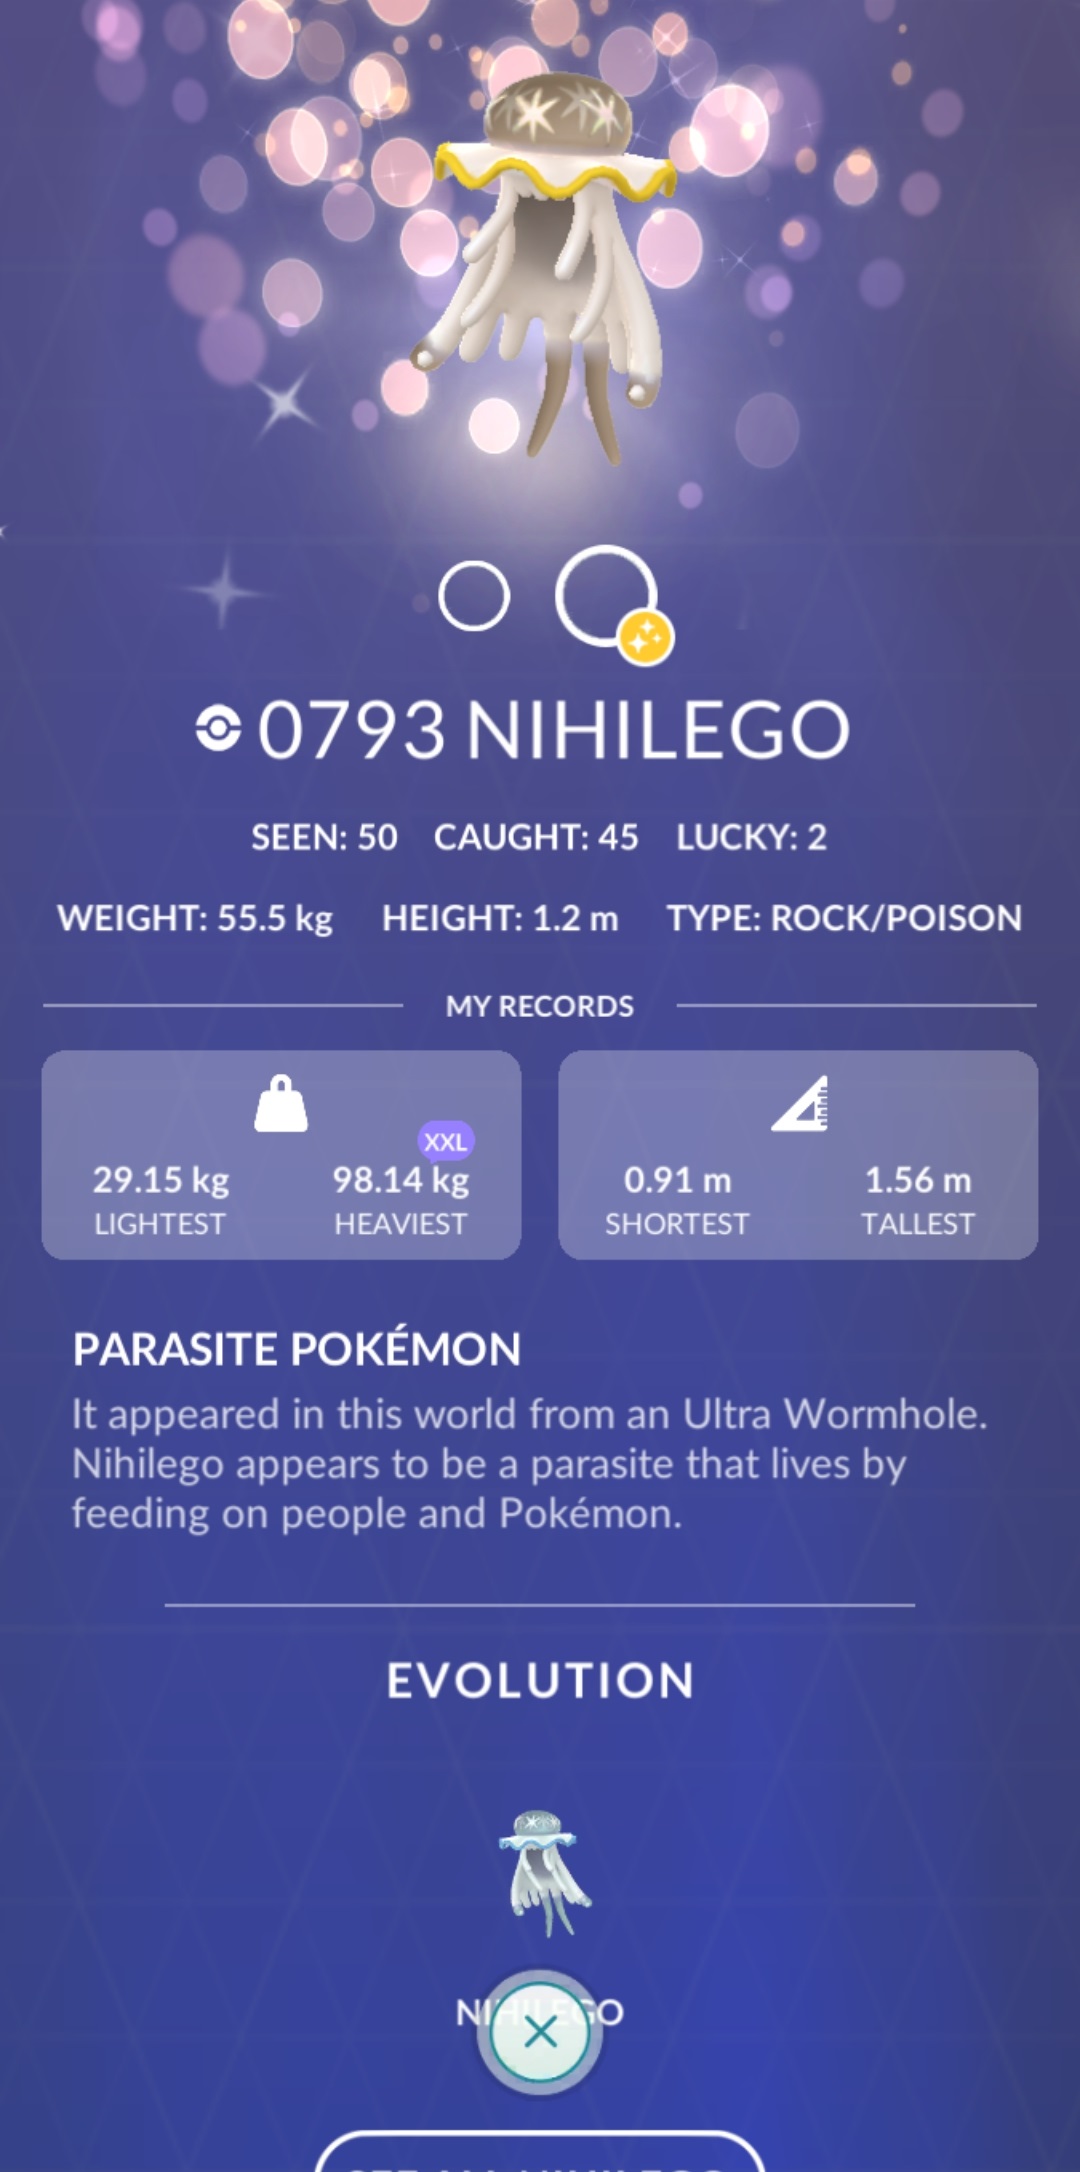 0793 NIHILEGO
SEEN: 50 CAUGHT: 45 LUCKY: 2
WEIGHT: 55.5 kg HEIGHT: 1.2 m TYPE: ROCK/POISON
MY RECORDS
XXL
29.15 kg 98.14 kg 0.91 m 1.56 m
LIGHTEST HEAVIEST SHORTEST TALLEST
PARASITE POKÉMON
It appeared in this world from an Ultra Wormhole.
Nihilego appears to be a parasite that lives by
feeding on people and Pokémon.
EVOLUTION
NIHILEGO